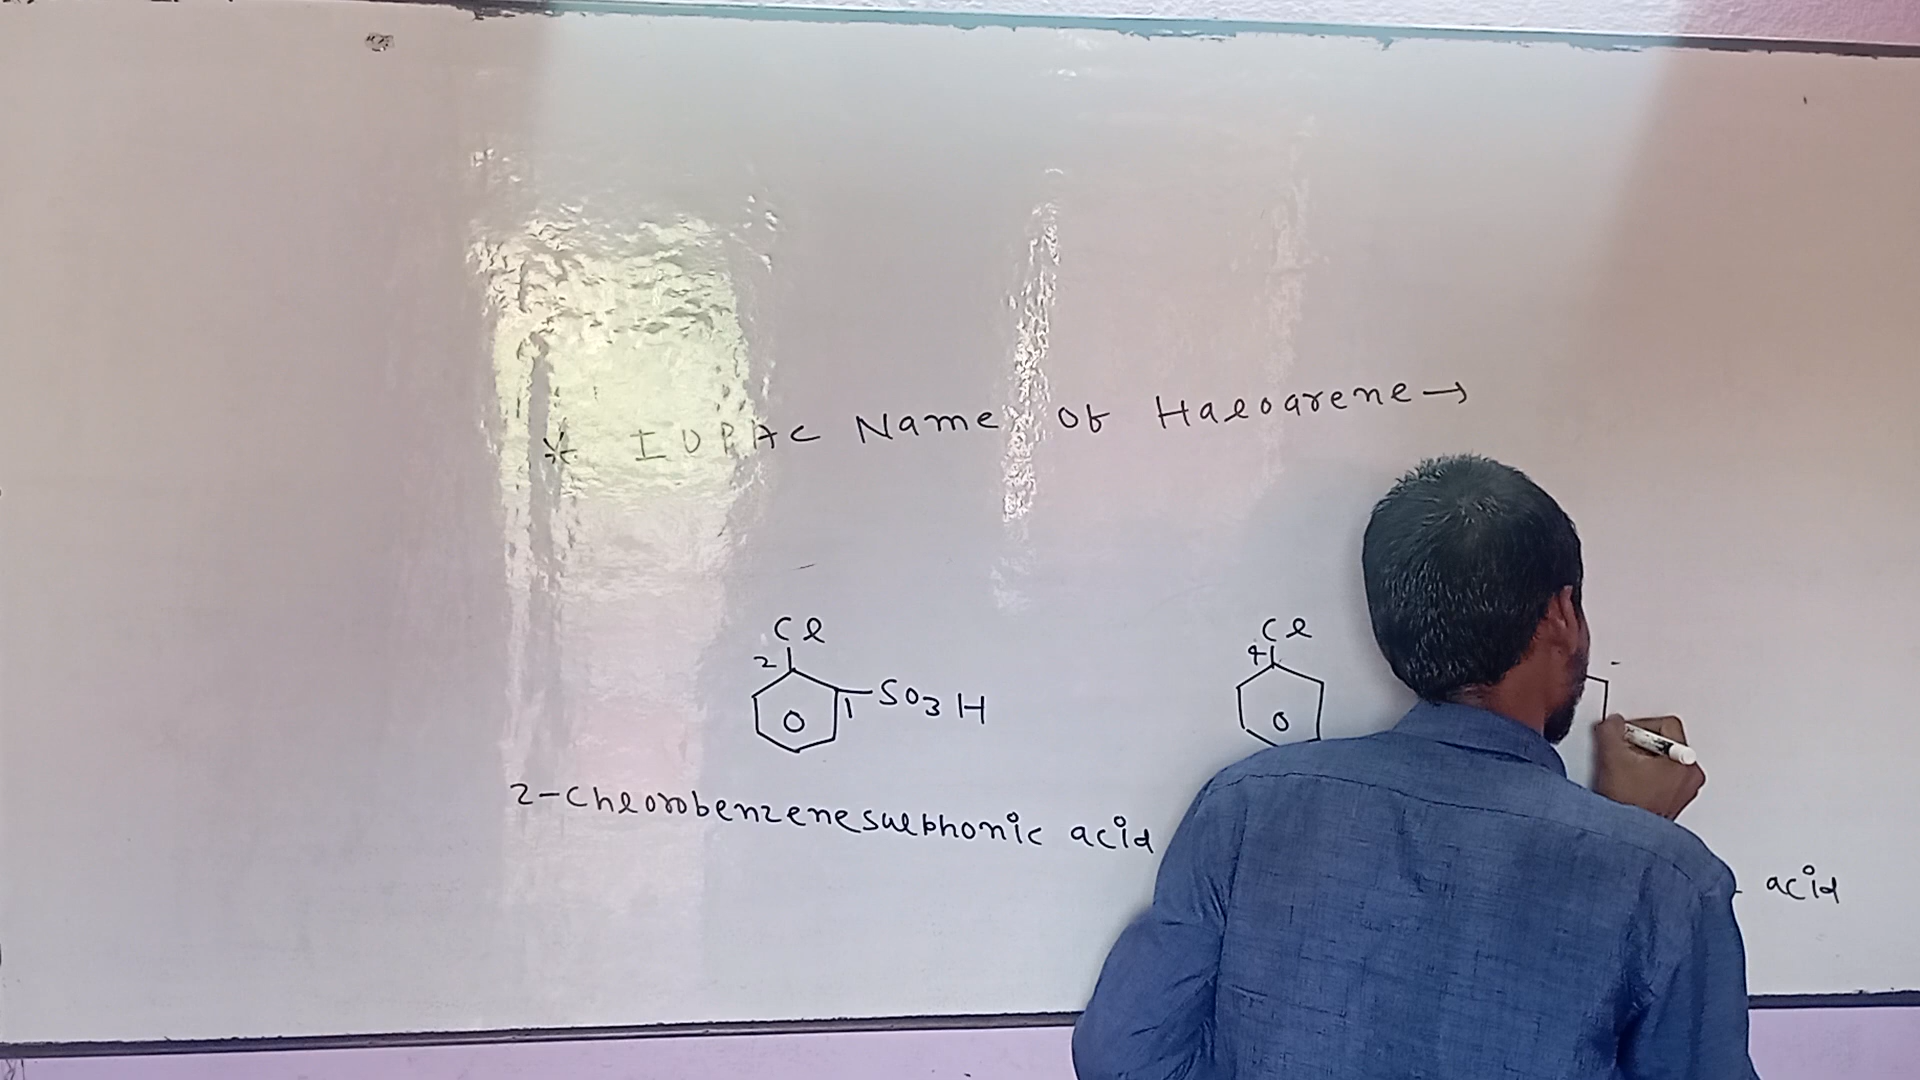 * IUPAC Name of Haloarene →
Cl
2
1
SO3H
2-Chlorobenzenesulphonic acid
Cl
4
acid